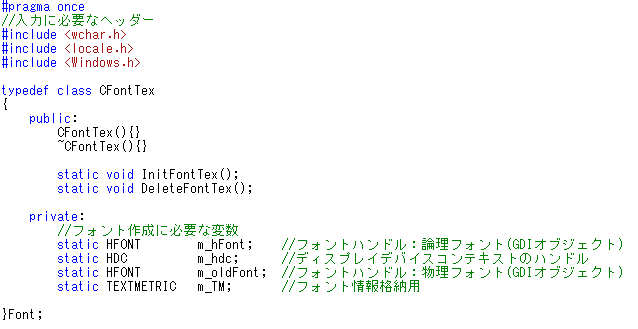 #pragma once
//入力に必要なヘッダー
#include <wchar.h>
#include <locale.h>
#include <Windows.h>
typedef class CFontTex
{
public:
CFontTex(){}
~CFontTex(){}
static void InitFontTex();
static void DeleteFontTex();
private:
//フォント作成に必要な変数
static HFONT m_hFont; //フォントハンドル：論理フォント(GDIオブジェクト)
static HDC m_hdc; //ディスプレイデバイスコンテキストのハンドル
static HFONT m_oldFont; //フォントハンドル：物理フォント(GDIオブジェクト)
static TEXTMETRIC m_TM; //フォント情報格納用
}Font;